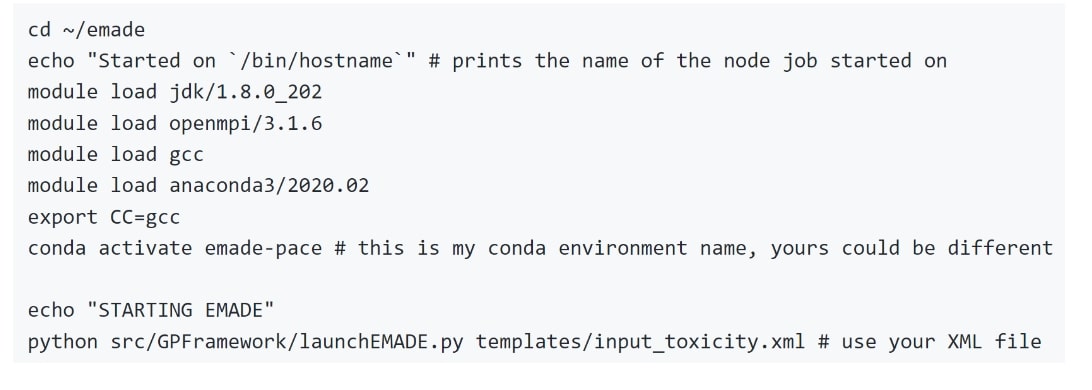 cd ~/emade
echo "Started on `/bin/hostname`" # prints the name of the node job started on
module load jdk/1.8.0_202
module load openmpi/3.1.6
module load gcc
module load anaconda3/2020.02
export CC=gcc
conda activate emade-pace # this is my conda environment name, yours could be different
echo "STARTING EMADE"
python src/GPFramework/launchEMADE.py templates/input_toxicity.xml # use your XML file